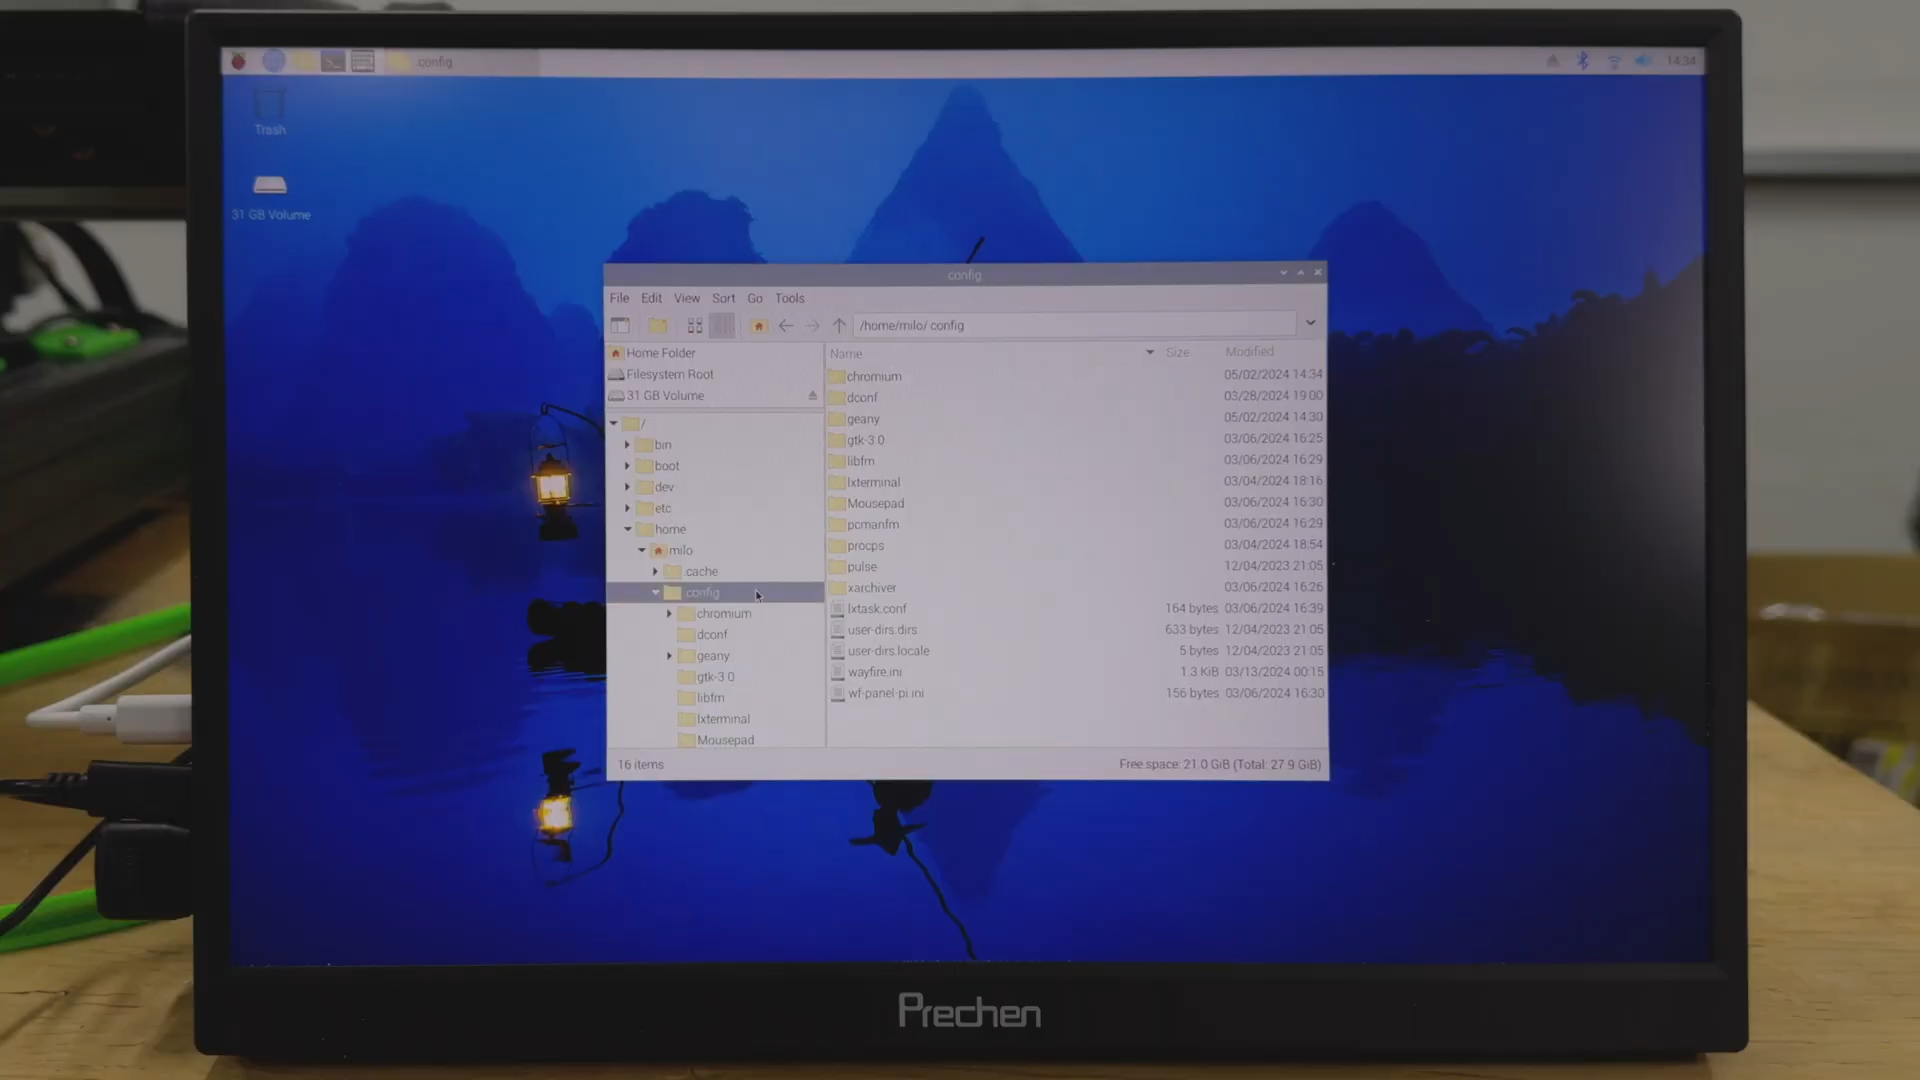 config
14:34
Trash
31 GB Volume
config
File Edit View Sort Go Tools
/home/milo/ config
Home Folder
Filesystem Root
31 GB Volume
/
bin
boot
dev
etc
home
milo
cache
config
chromium
dconf
geany
gtk-3.0
libfm
lxterminal
Mousepad
Name Size Modified
chromium 05/02/2024 14:34
dconf 03/28/2024 19:00
geany 05/02/2024 14:30
gtk-3.0 03/06/2024 16:25
libfm 03/06/2024 16:29
lxterminal 03/04/2024 18:16
Mousepad 03/06/2024 16:30
pcmanfm 03/06/2024 16:29
procps 03/04/2024 18:54
pulse 12/04/2023 21:05
xarchiver 03/06/2024 16:26
lxtask.conf 164 bytes 03/06/2024 16:39
user-dirs.dirs 633 bytes 12/04/2023 21:05
user-dirs.locale 5 bytes 12/04/2023 21:05
wayfire.ini 1.3 KiB 03/13/2024 00:15
wf-panel-pi.ini 156 bytes 03/06/2024 16:30
16 items
Free space: 21.0 GiB (Total: 27.9 GiB)
Prechen